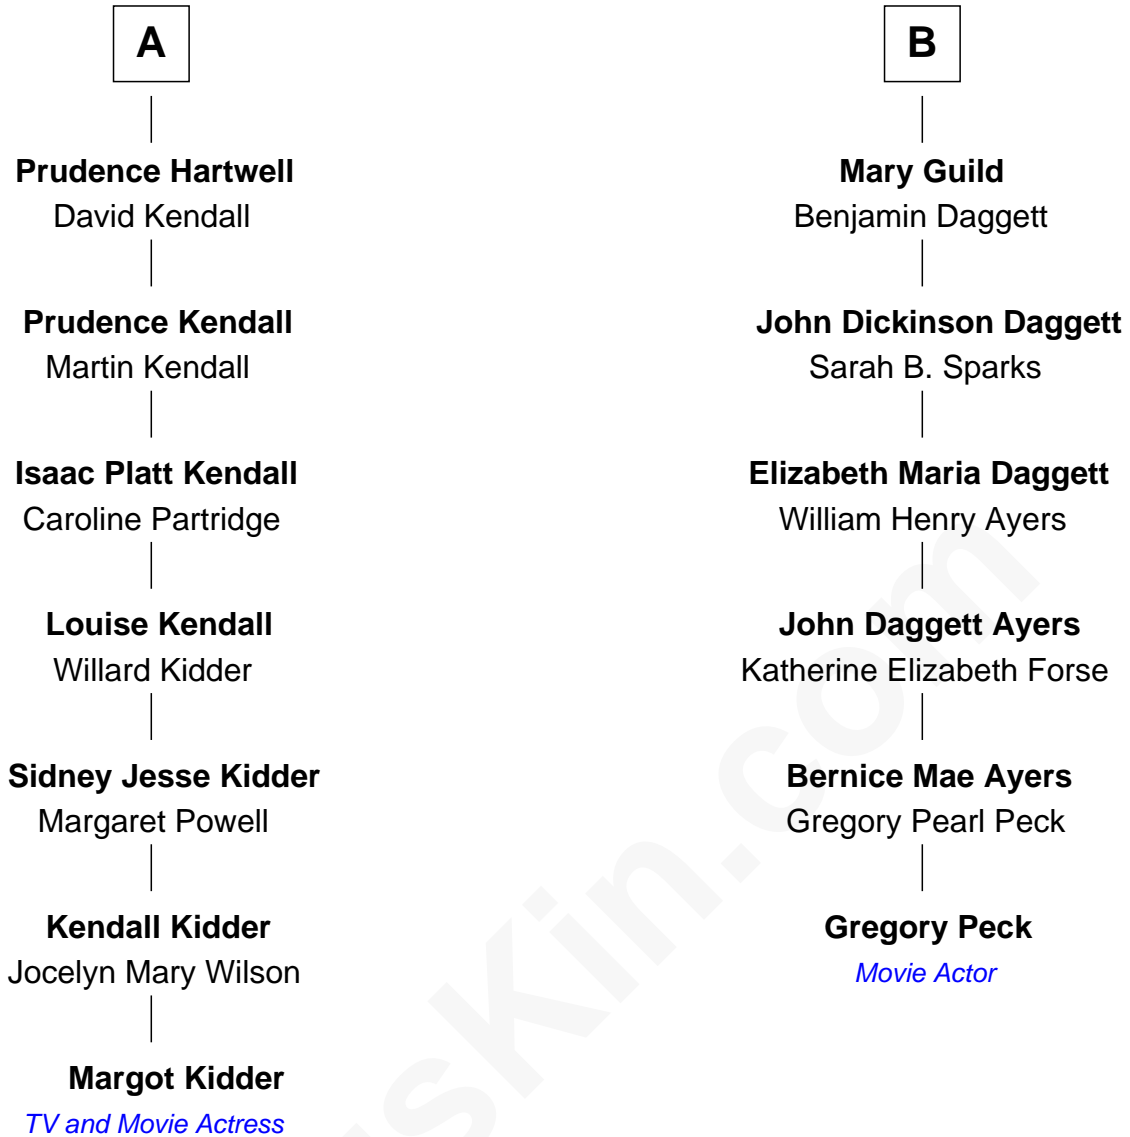 A
Prudence Hartwell
David Kendall
Prudence Kendall
Martin Kendall
Isaac Platt Kendall
Caroline Partridge
Louise Kendall
Willard Kidder
Sidney Jesse Kidder
Margaret Powell
Kendall Kidder
Jocelyn Mary Wilson
Margot Kidder
TV and Movie Actress
B
Mary Guild
Benjamin Daggett
John Dickinson Daggett
Sarah B. Sparks
Elizabeth Maria Daggett
William Henry Ayers
John Daggett Ayers
Katherine Elizabeth Forse
Bernice Mae Ayers
Gregory Pearl Peck
Gregory Peck
Movie Actor
sKin.com